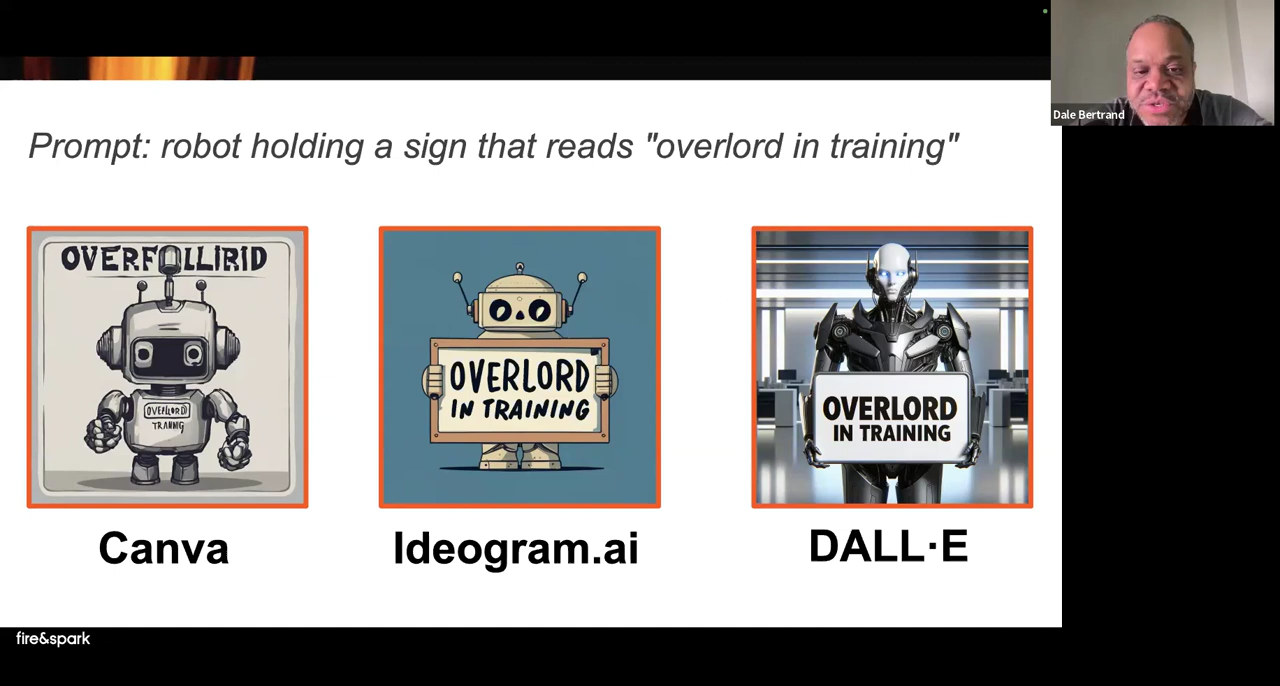 Dale Bertrand
Prompt: robot holding a sign that reads "overlord in training"
OVERFOLLIRID
OVERLORD
TRANNIG
OVERLORD
IN TRAINING
OVERLORD
IN TRAINING
Canva
Ideogram.ai
DALL·E
fire&spark